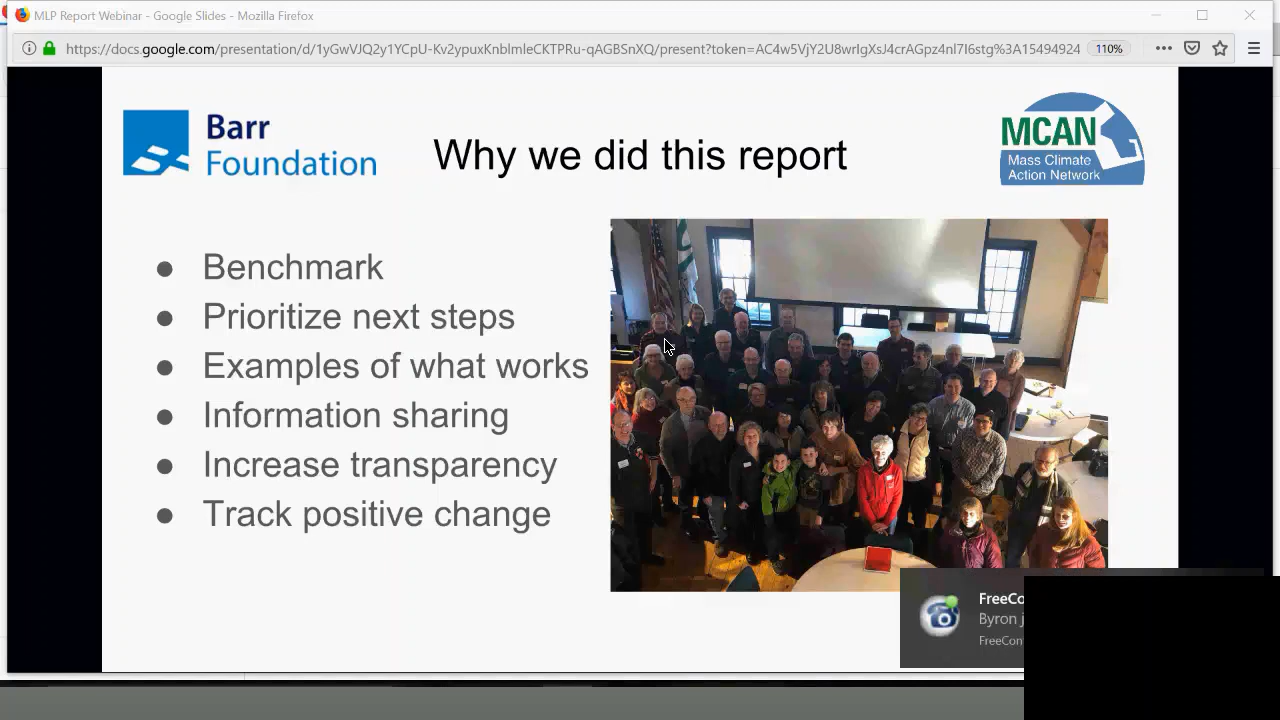 MLP Report Webinar - Google Slides - Mozilla Firefox
https://docs.google.com/presentation/d/1yGwVJQ2y1YCpU-Kv2ypuxKnblmleCKTPRu-qAGBSnXQ/present?token=AC4w5VjY2U8wrIgXsJ4crAGpz4nl7I6stg%3A15494924
110%
Barr
Foundation
Why we did this report
MCAN
Mass Climate
Action Network
● Benchmark
● Prioritize next steps
● Examples of what works
● Information sharing
● Increase transparency
● Track positive change
FreeCo
Byron j
FreeCon